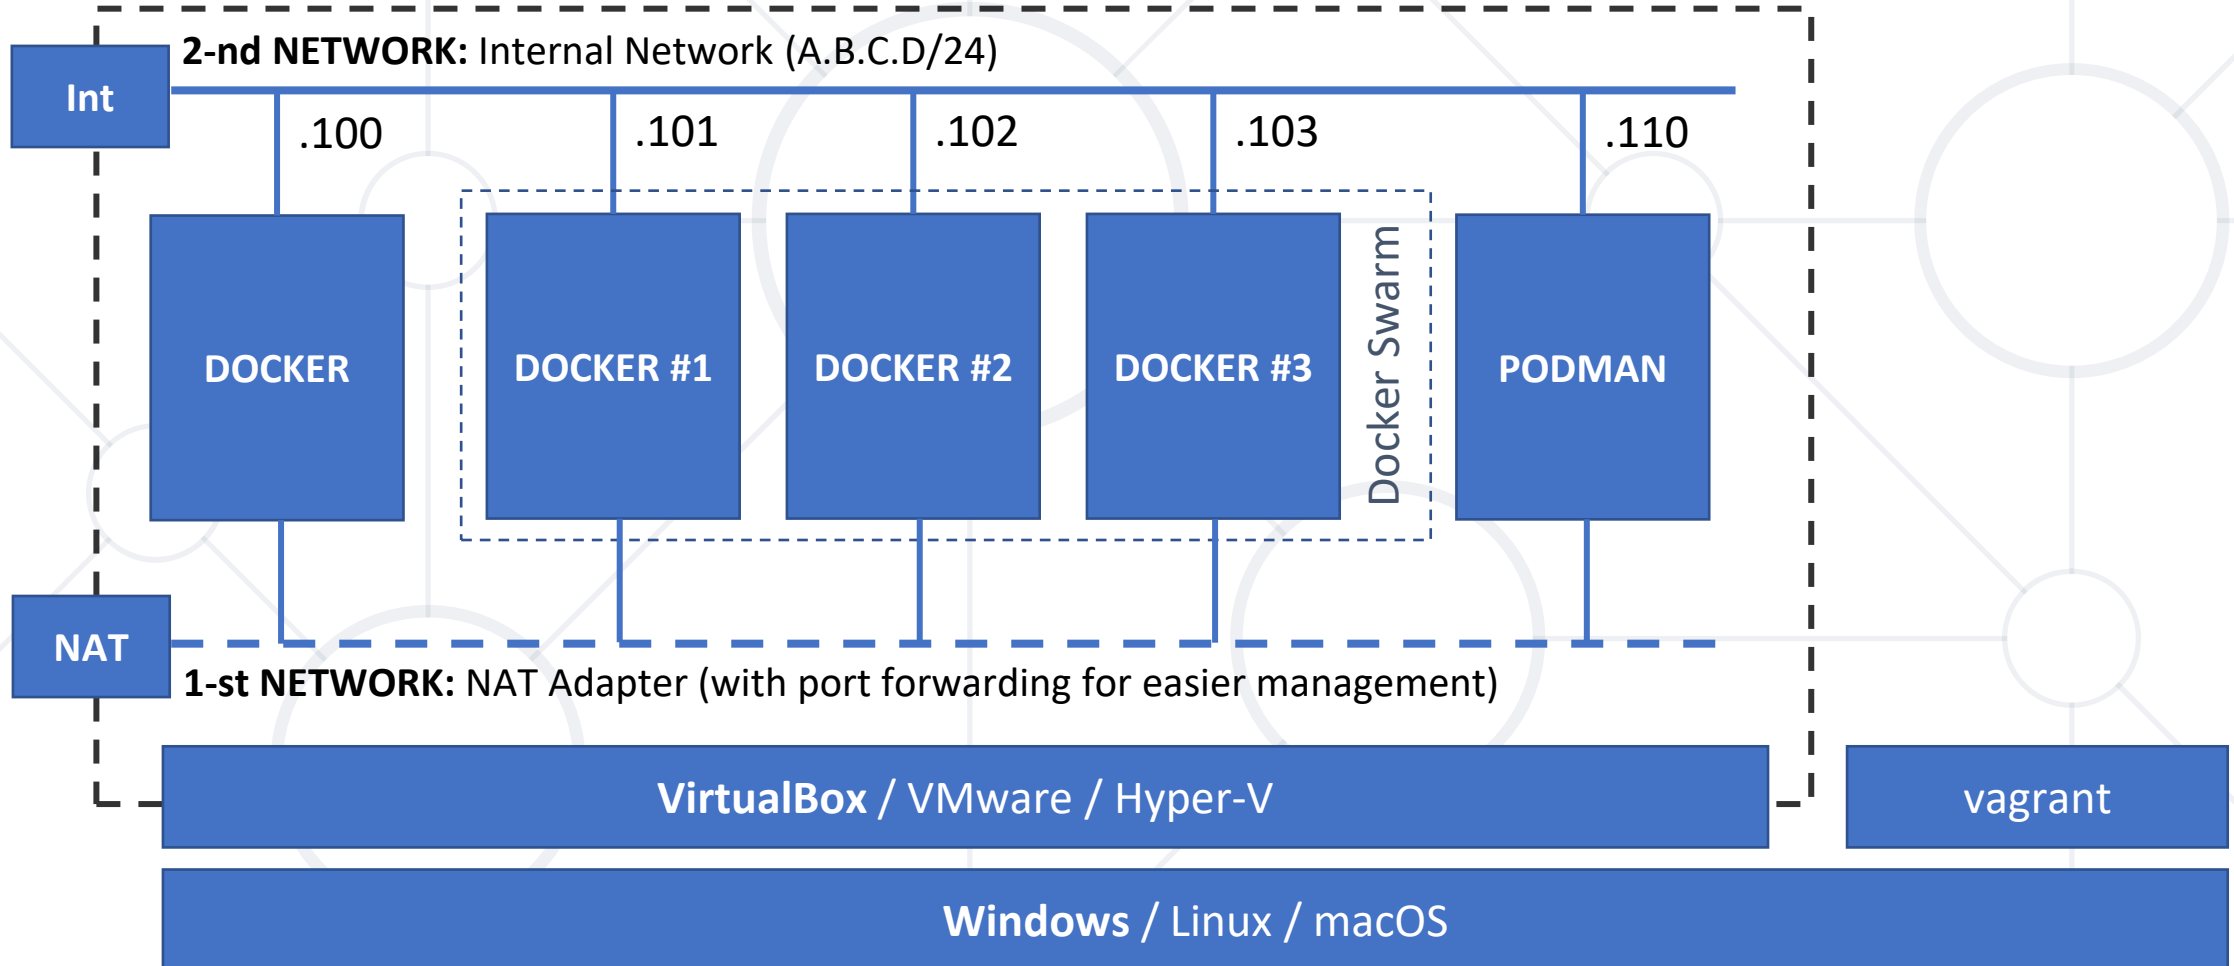 2-nd NETWORK: Internal Network (A.B.C.D/24)
Int
.100
.101
.102
.103
.110
DOCKER
DOCKER #1
DOCKER #2
DOCKER #3
Docker Swarm
PODMAN
NAT
1-st NETWORK: NAT Adapter (with port forwarding for easier management)
VirtualBox / VMware / Hyper-V
vagrant
Windows / Linux / macOS